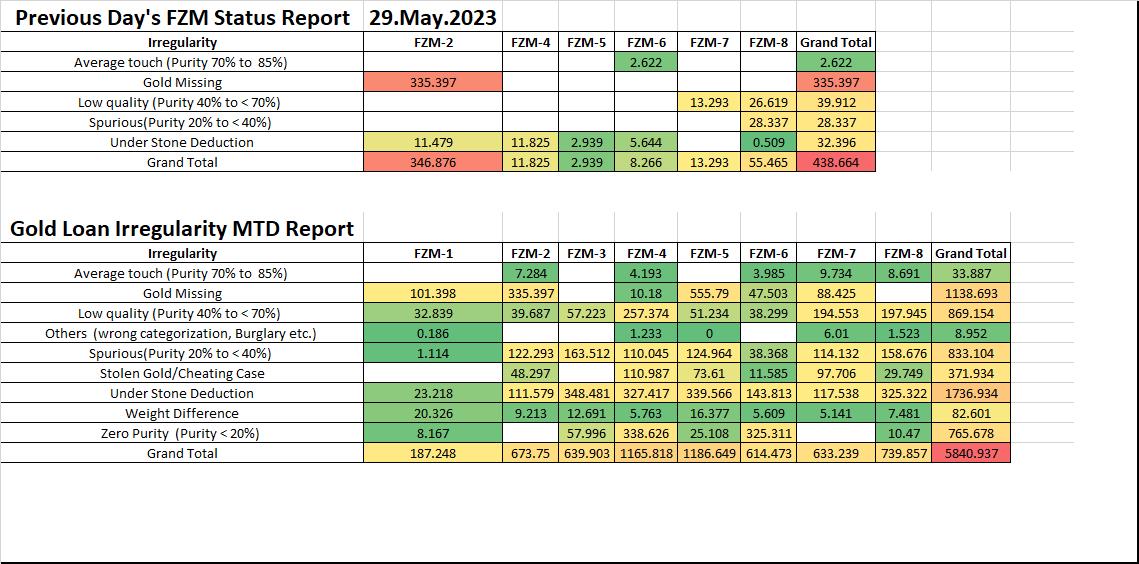 Previous Day's FZM Status Report 29.May.2023
Irregularity FZM-2 FZM-4 FZM-5 FZM-6 FZM-7 FZM-8 Grand Total
Average touch (Purity 70% to 85%) 2.622 2.622
Gold Missing 335.397 335.397
Low quality (Purity 40% to < 70%) 13.293 26.619 39.912
Spurious(Purity 20% to < 40%) 28.337 28.337
Under Stone Deduction 11.479 11.825 2.939 5.644 0.509 32.396
Grand Total 346.876 11.825 2.939 8.266 13.293 55.465 438.664
Gold Loan Irregularity MTD Report
Irregularity FZM-1 FZM-2 FZM-3 FZM-4 FZM-5 FZM-6 FZM-7 FZM-8 Grand Total
Average touch (Purity 70% to 85%) 7.284 4.193 3.985 9.734 8.691 33.887
Gold Missing 101.398 335.397 10.18 555.79 47.503 88.425 1138.693
Low quality (Purity 40% to < 70%) 32.839 39.687 57.223 257.374 51.234 38.299 194.553 197.945 869.154
Others (wrong categorization, Burglary etc.) 0.186 1.233 0 6.01 1.523 8.952
Spurious(Purity 20% to < 40%) 1.114 122.293 163.512 110.045 124.964 38.368 114.132 158.676 833.104
Stolen Gold/Cheating Case 48.297 110.987 73.61 11.585 97.706 29.749 371.934
Under Stone Deduction 23.218 111.579 348.481 327.417 339.566 143.813 117.538 325.322 1736.934
Weight Difference 20.326 9.213 12.691 5.763 16.377 5.609 5.141 7.481 82.601
Zero Purity (Purity < 20%) 8.167 57.996 338.626 25.108 325.311 10.47 765.678
Grand Total 187.248 673.75 639.903 1165.818 1186.649 614.473 633.239 739.857 5840.937